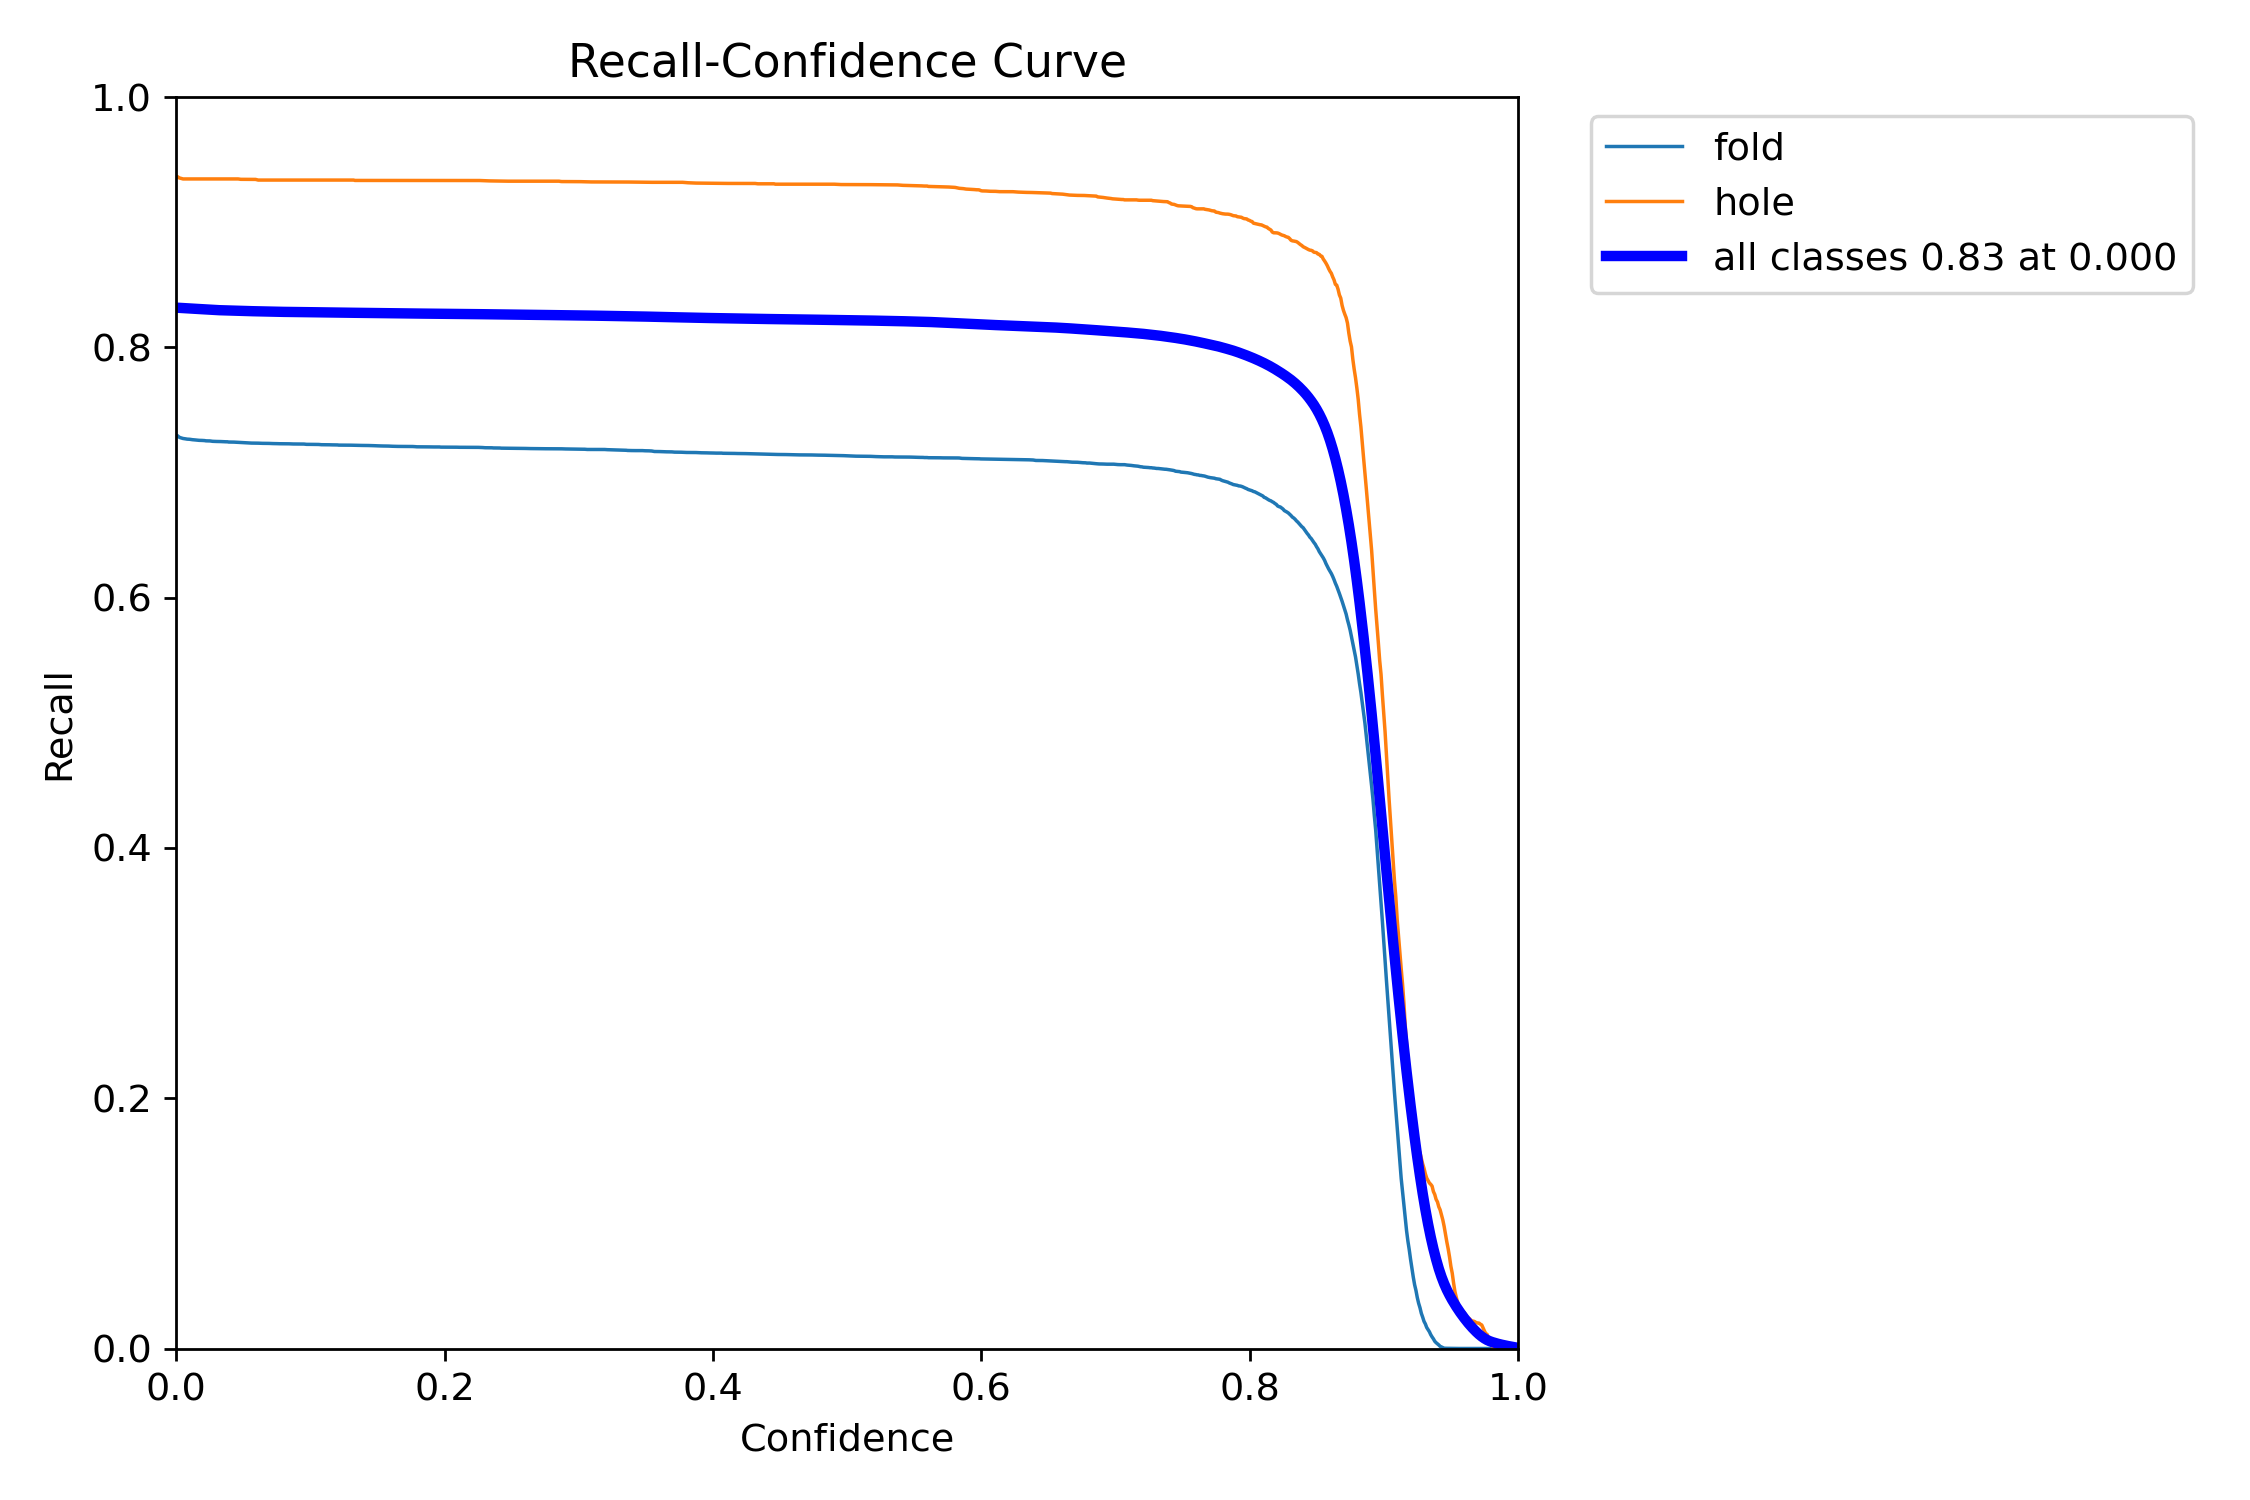 Recall-Confidence Curve
1.0
0.8
0.6
0.4
0.2
0.0
Recall
0.0 0.2 0.4 0.6 0.8 1.0
Confidence
fold
hole
all classes 0.83 at 0.000